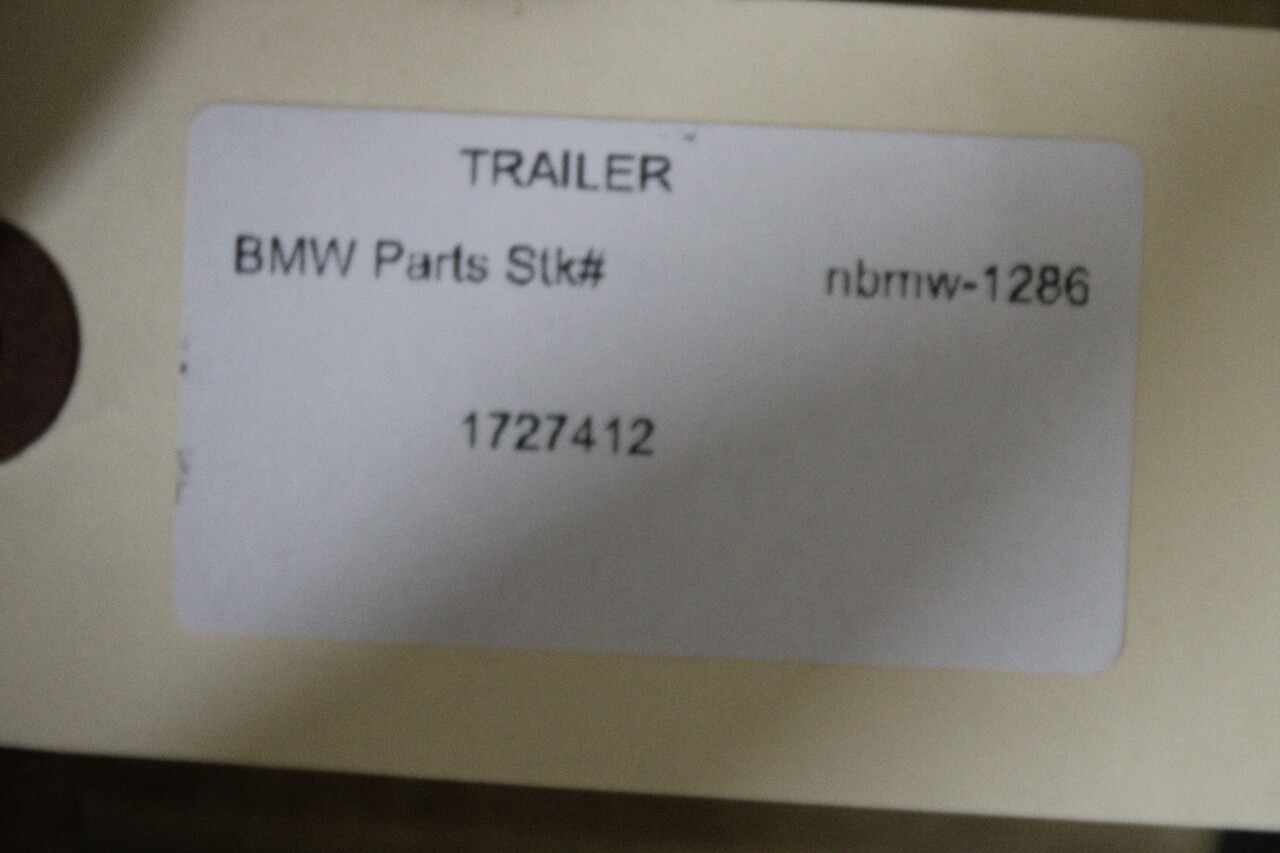 TRAILER
BMW Parts Stk# nbmw-1286
1727412